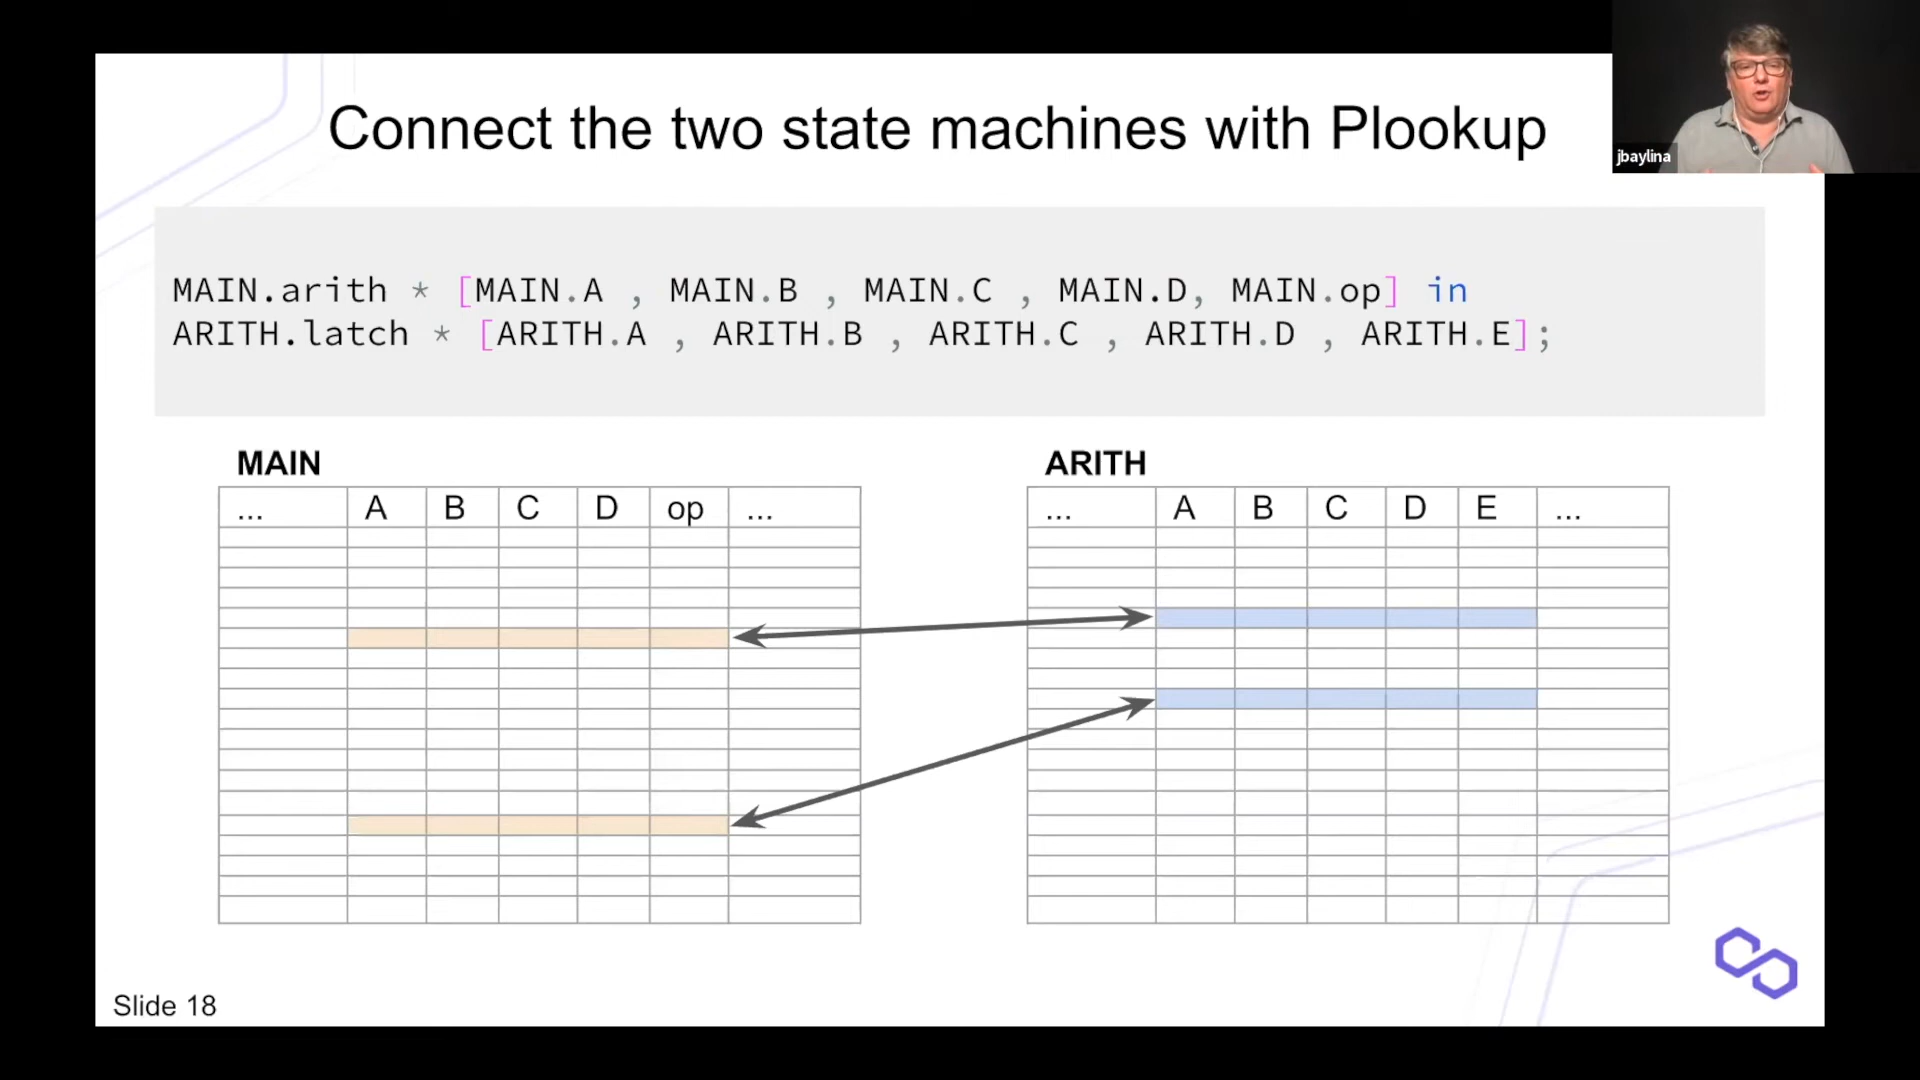 Connect the two state machines with Plookup
jbaylina
MAIN.arith * [MAIN.A , MAIN.B , MAIN.C , MAIN.D, MAIN.op] in
ARITH.latch * [ARITH.A , ARITH.B , ARITH.C , ARITH.D , ARITH.E];
MAIN
... A B C D op ...
ARITH
... A B C D E ...
Slide 18